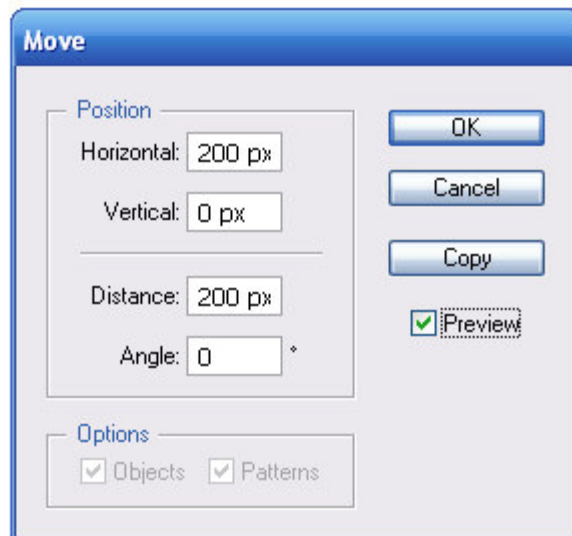 Move
Position
Horizontal: 200 px
Vertical: 0 px
Distance: 200 px
Angle: 0 °
OK
Cancel
Copy
Preview
Options
Objects Patterns